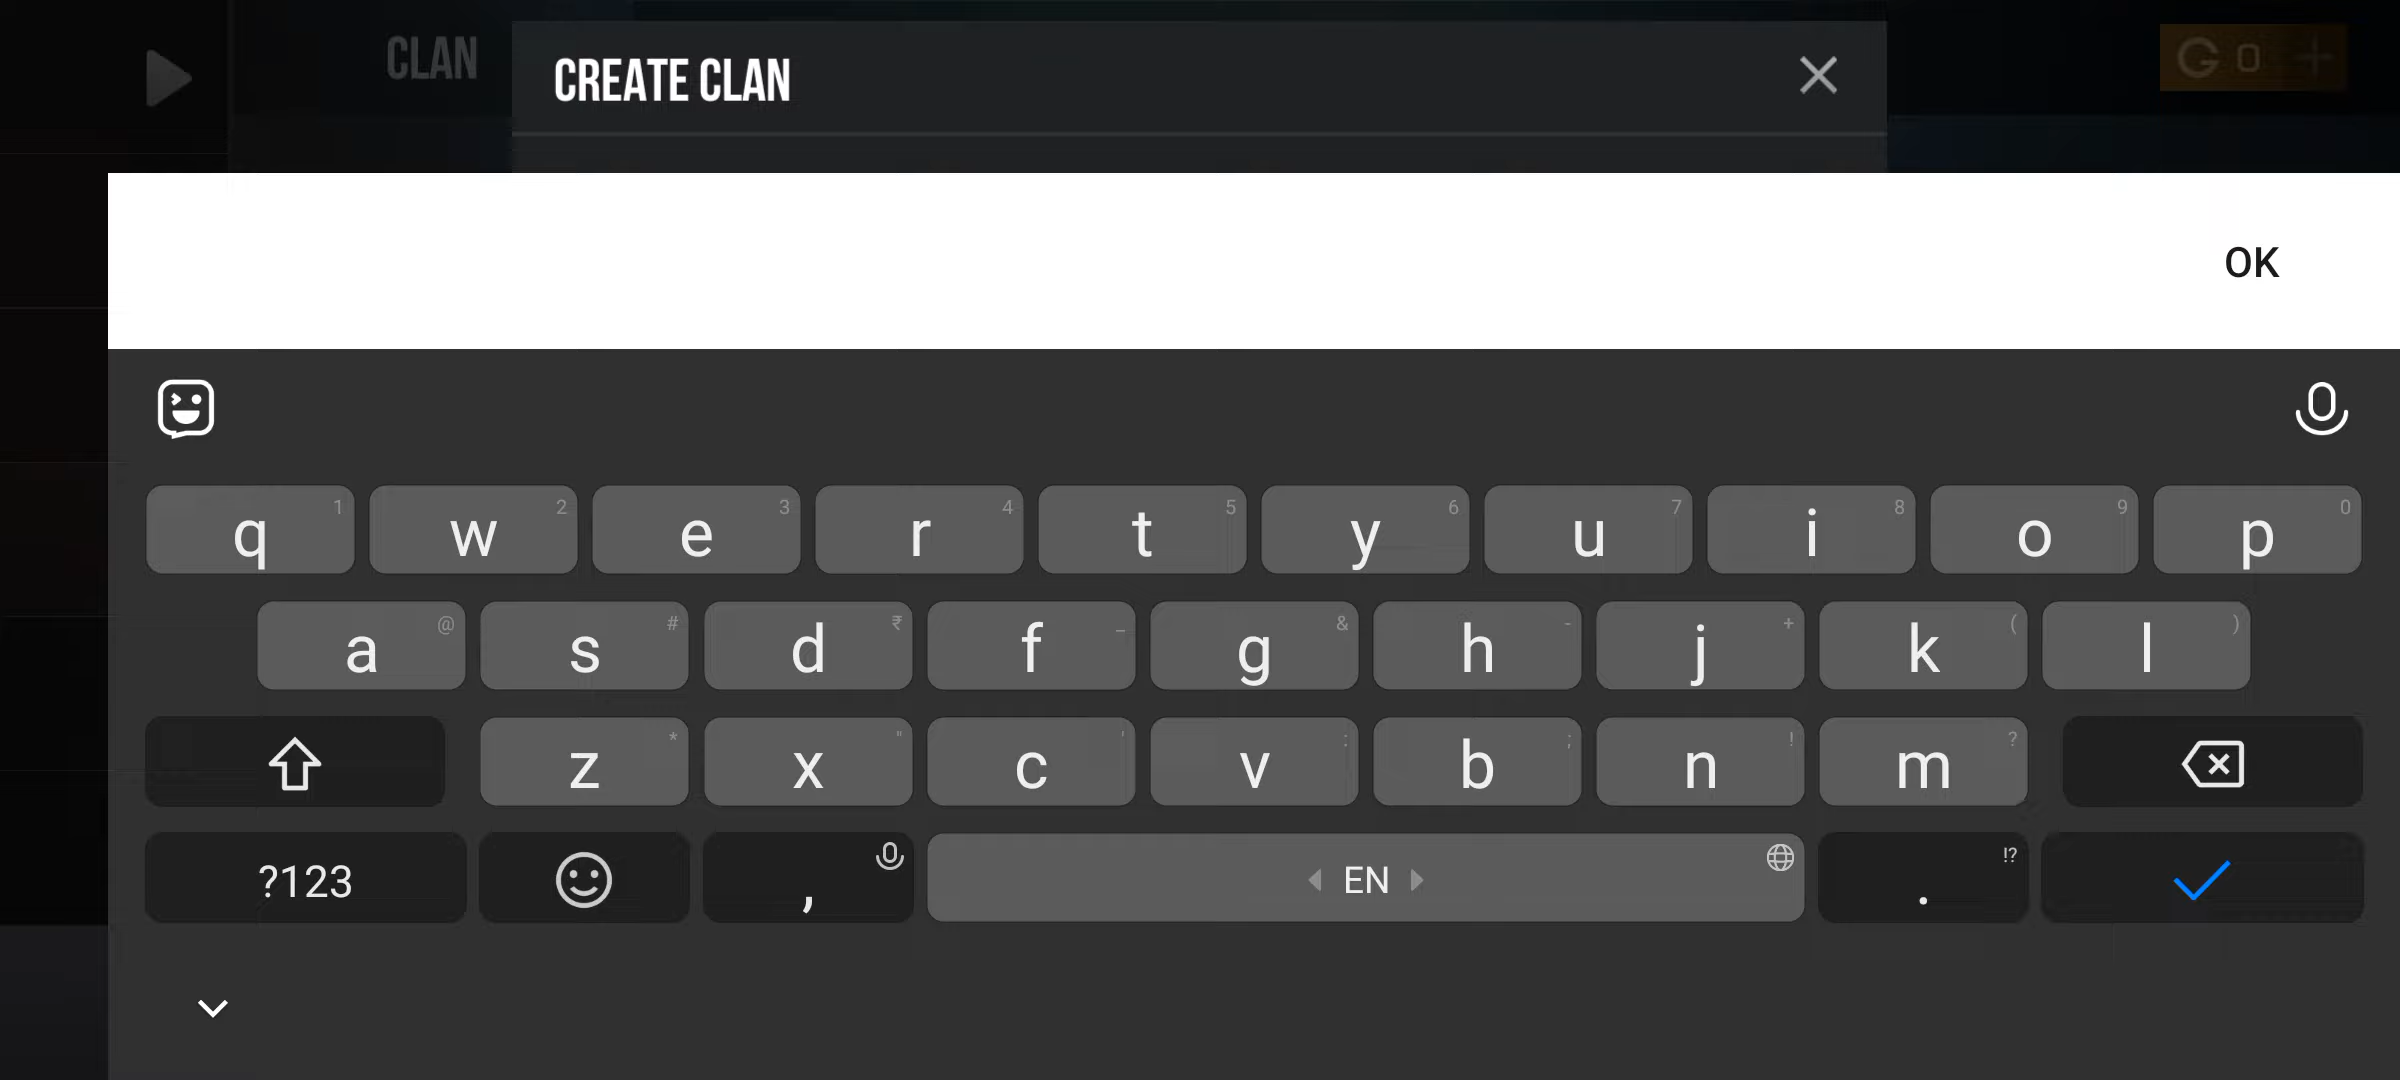 CLAN
CREATE CLAN
G 0 +
OK
q 1 w 2 e 3 r 4 t 5 y 6 u 7 i 8 o 9 p 0
a @ s # d ₹ f _ g & h - j + k ( l )
z * x " c ' v : b ; n ! m ?
?123 , EN . !?